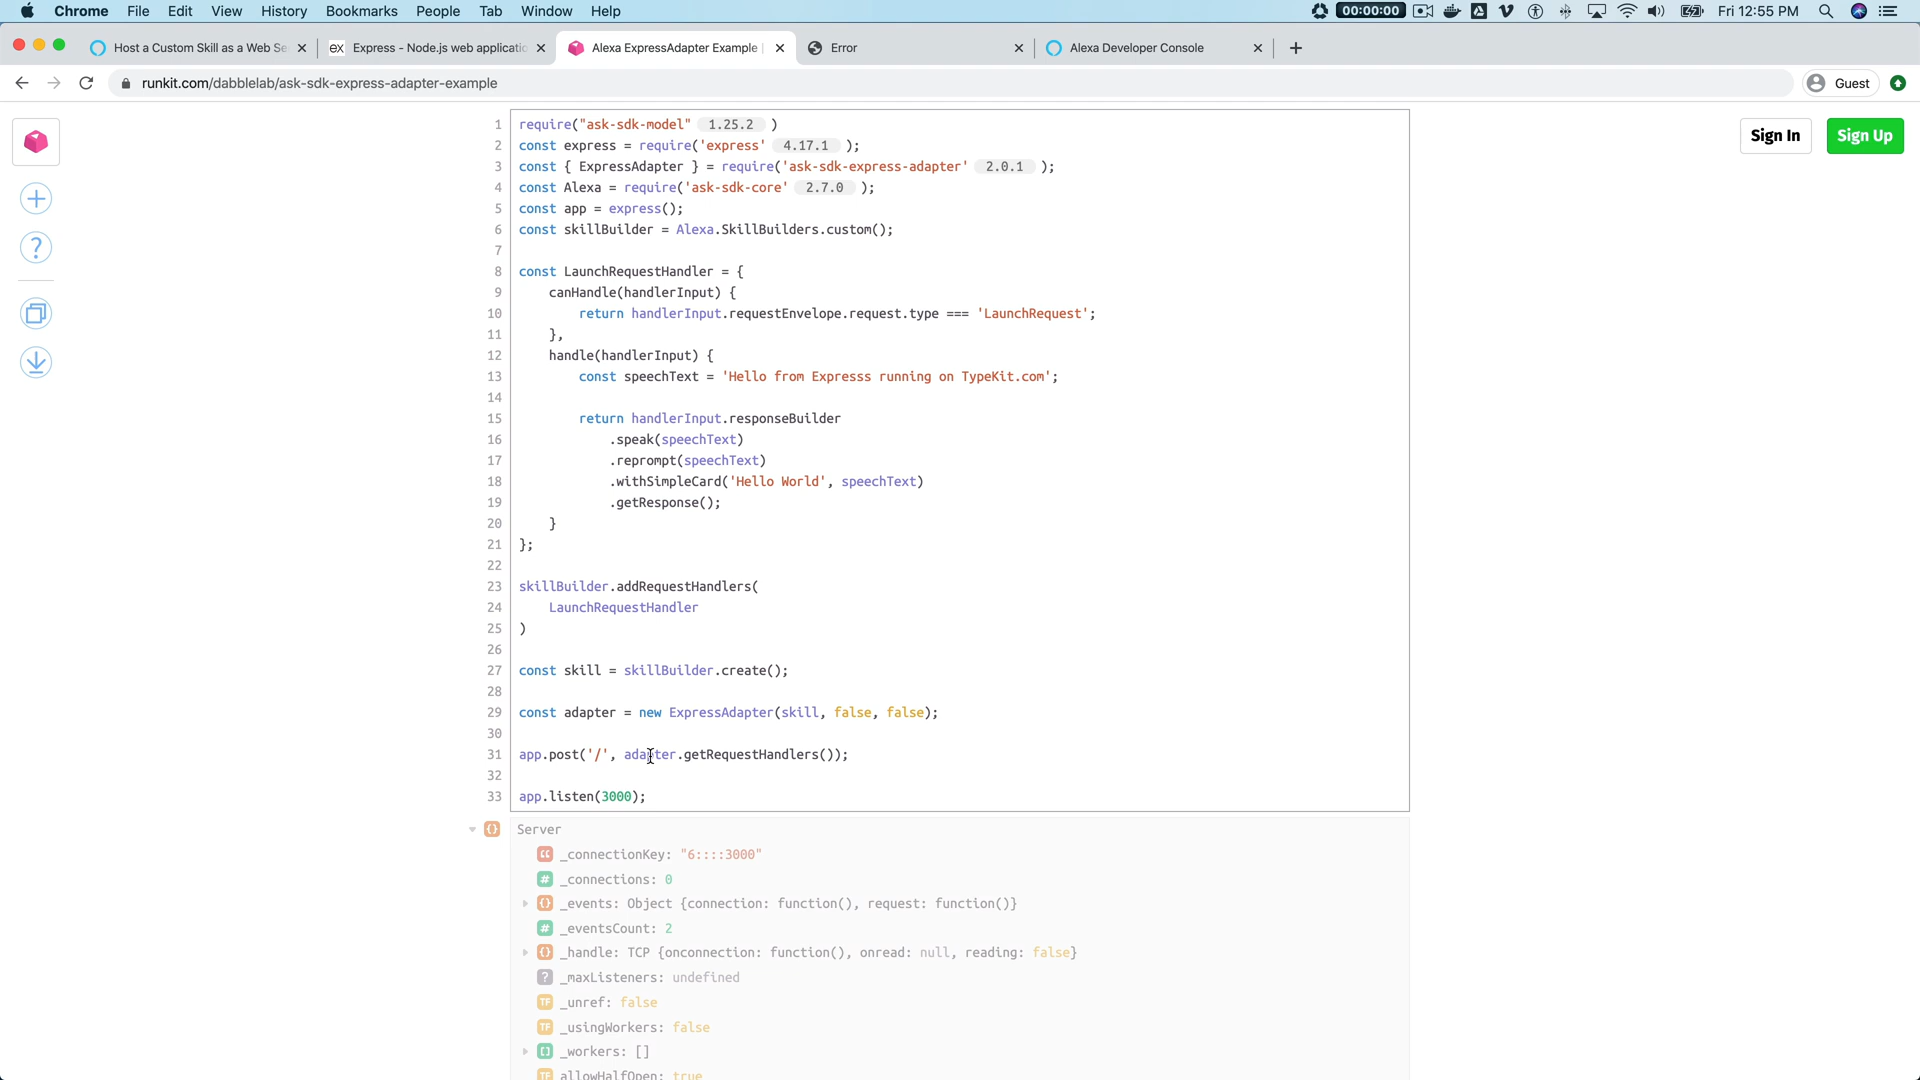 Chrome File Edit View History Bookmarks People Tab Window Help 00:00:00 Fri 12:55 PM
Host a Custom Skill as a Web Se
ex Express - Node.js web applicatio
Alexa ExpressAdapter Example |
Error
Alexa Developer Console
runkit.com/dabblelab/ask-sdk-express-adapter-example
Guest
Sign In
Sign Up
1 require("ask-sdk-model" 1.25.2 )
2 const express = require('express' 4.17.1 );
3 const { ExpressAdapter } = require('ask-sdk-express-adapter' 2.0.1 );
4 const Alexa = require('ask-sdk-core' 2.7.0 );
5 const app = express();
6 const skillBuilder = Alexa.SkillBuilders.custom();
7
8 const LaunchRequestHandler = {
9 canHandle(handlerInput) {
10 return handlerInput.requestEnvelope.request.type === 'LaunchRequest';
11 },
12 handle(handlerInput) {
13 const speechText = 'Hello from Expresss running on TypeKit.com';
14
15 return handlerInput.responseBuilder
16 .speak(speechText)
17 .reprompt(speechText)
18 .withSimpleCard('Hello World', speechText)
19 .getResponse();
20 }
21 };
22
23 skillBuilder.addRequestHandlers(
24 LaunchRequestHandler
25 )
26
27 const skill = skillBuilder.create();
28
29 const adapter = new ExpressAdapter(skill, false, false);
30
31 app.post('/', adapter.getRequestHandlers());
32
33 app.listen(3000);
{} Server
_connectionKey: "6::::3000"
# _connections: 0
{} _events: Object {connection: function(), request: function()}
# _eventsCount: 2
{} _handle: TCP {onconnection: function(), onread: null, reading: false}
? _maxListeners: undefined
TF _unref: false
TF _usingWorkers: false
[] _workers: []
TF allowHalfOpen: true